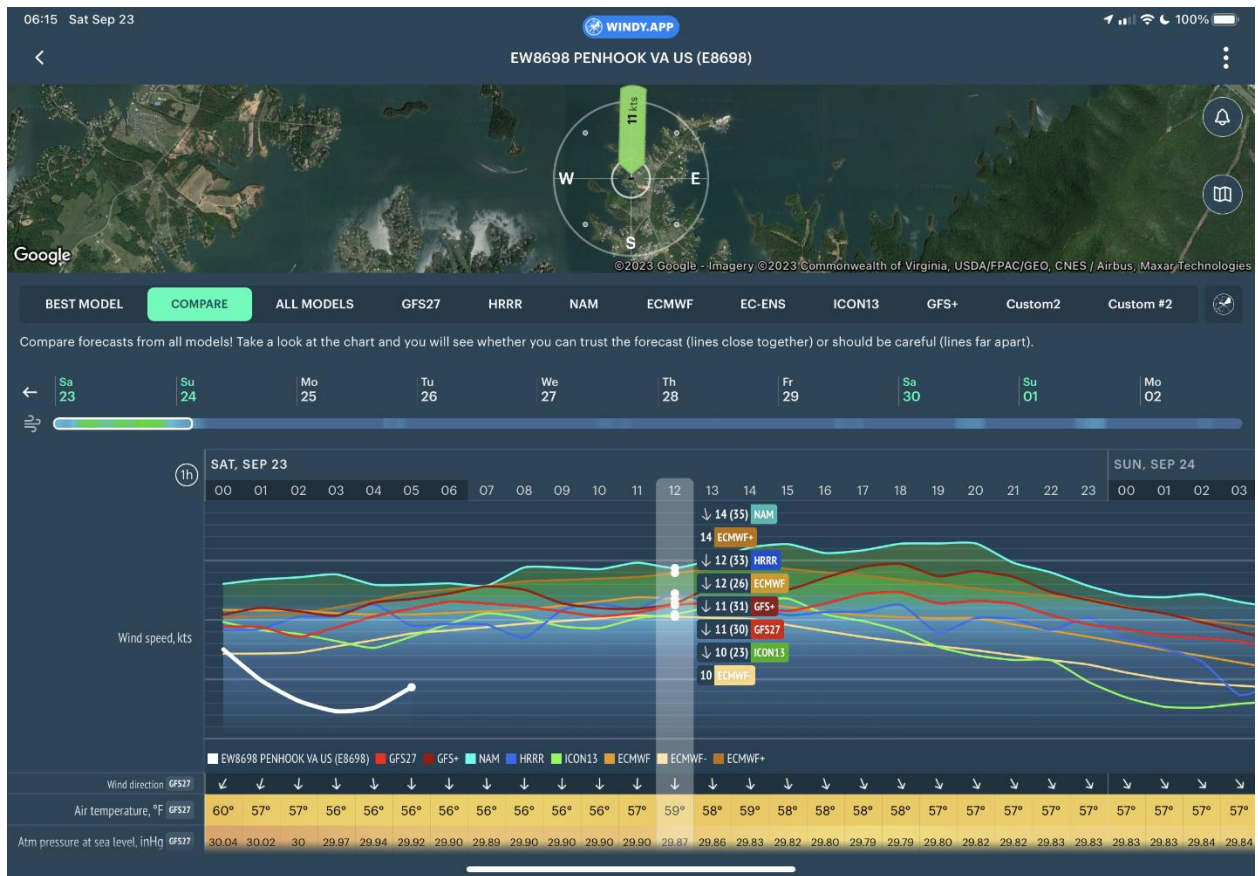 06:15 Sat Sep 23
WINDY.APP
100%
EW8698 PENHOOK VA US (E8698)
11 kts
W
E
S
Google
©2023 Google - Imagery ©2023 Commonwealth of Virginia, USDA/FPAC/GEO, CNES / Airbus, Maxar Technologies
BEST MODEL COMPARE ALL MODELS GFS27 HRRR NAM ECMWF EC-ENS ICON13 GFS+ Custom2 Custom #2
Compare forecasts from all models! Take a look at the chart and you will see whether you can trust the forecast (lines close together) or should be careful (lines far apart).
Sa Su Mo Tu We Th Fr Sa Su Mo
23 24 25 26 27 28 29 30 01 02
1h
SAT, SEP 23 SUN, SEP 24
00 01 02 03 04 05 06 07 08 09 10 11 12 13 14 15 16 17 18 19 20 21 22 23 00 01 02 03
14 (35) NAM
14 ECMWF+
12 (33) HRRR
12 (26) ECMWF
11 (31) GFS+
Wind speed, kts
11 (30) GFS27
10 (23) ICON13
10 ECMWF-
EW8698 PENHOOK VA US (E8698) GFS27 GFS+ NAM HRRR ICON13 ECMWF ECMWF- ECMWF+
Wind direction GFS27
Air temperature, °F GFS27 60° 57° 57° 56° 56° 56° 56° 56° 56° 56° 56° 57° 59° 58° 59° 58° 58° 58° 58° 57° 57° 57° 57° 57° 57° 57° 57° 57°
Atm pressure at sea level, inHg GFS27 30.04 30.02 30 29.97 29.94 29.92 29.90 29.89 29.90 29.90 29.90 29.90 29.87 29.86 29.83 29.82 29.80 29.79 29.79 29.80 29.82 29.82 29.83 29.83 29.83 29.83 29.84 29.84